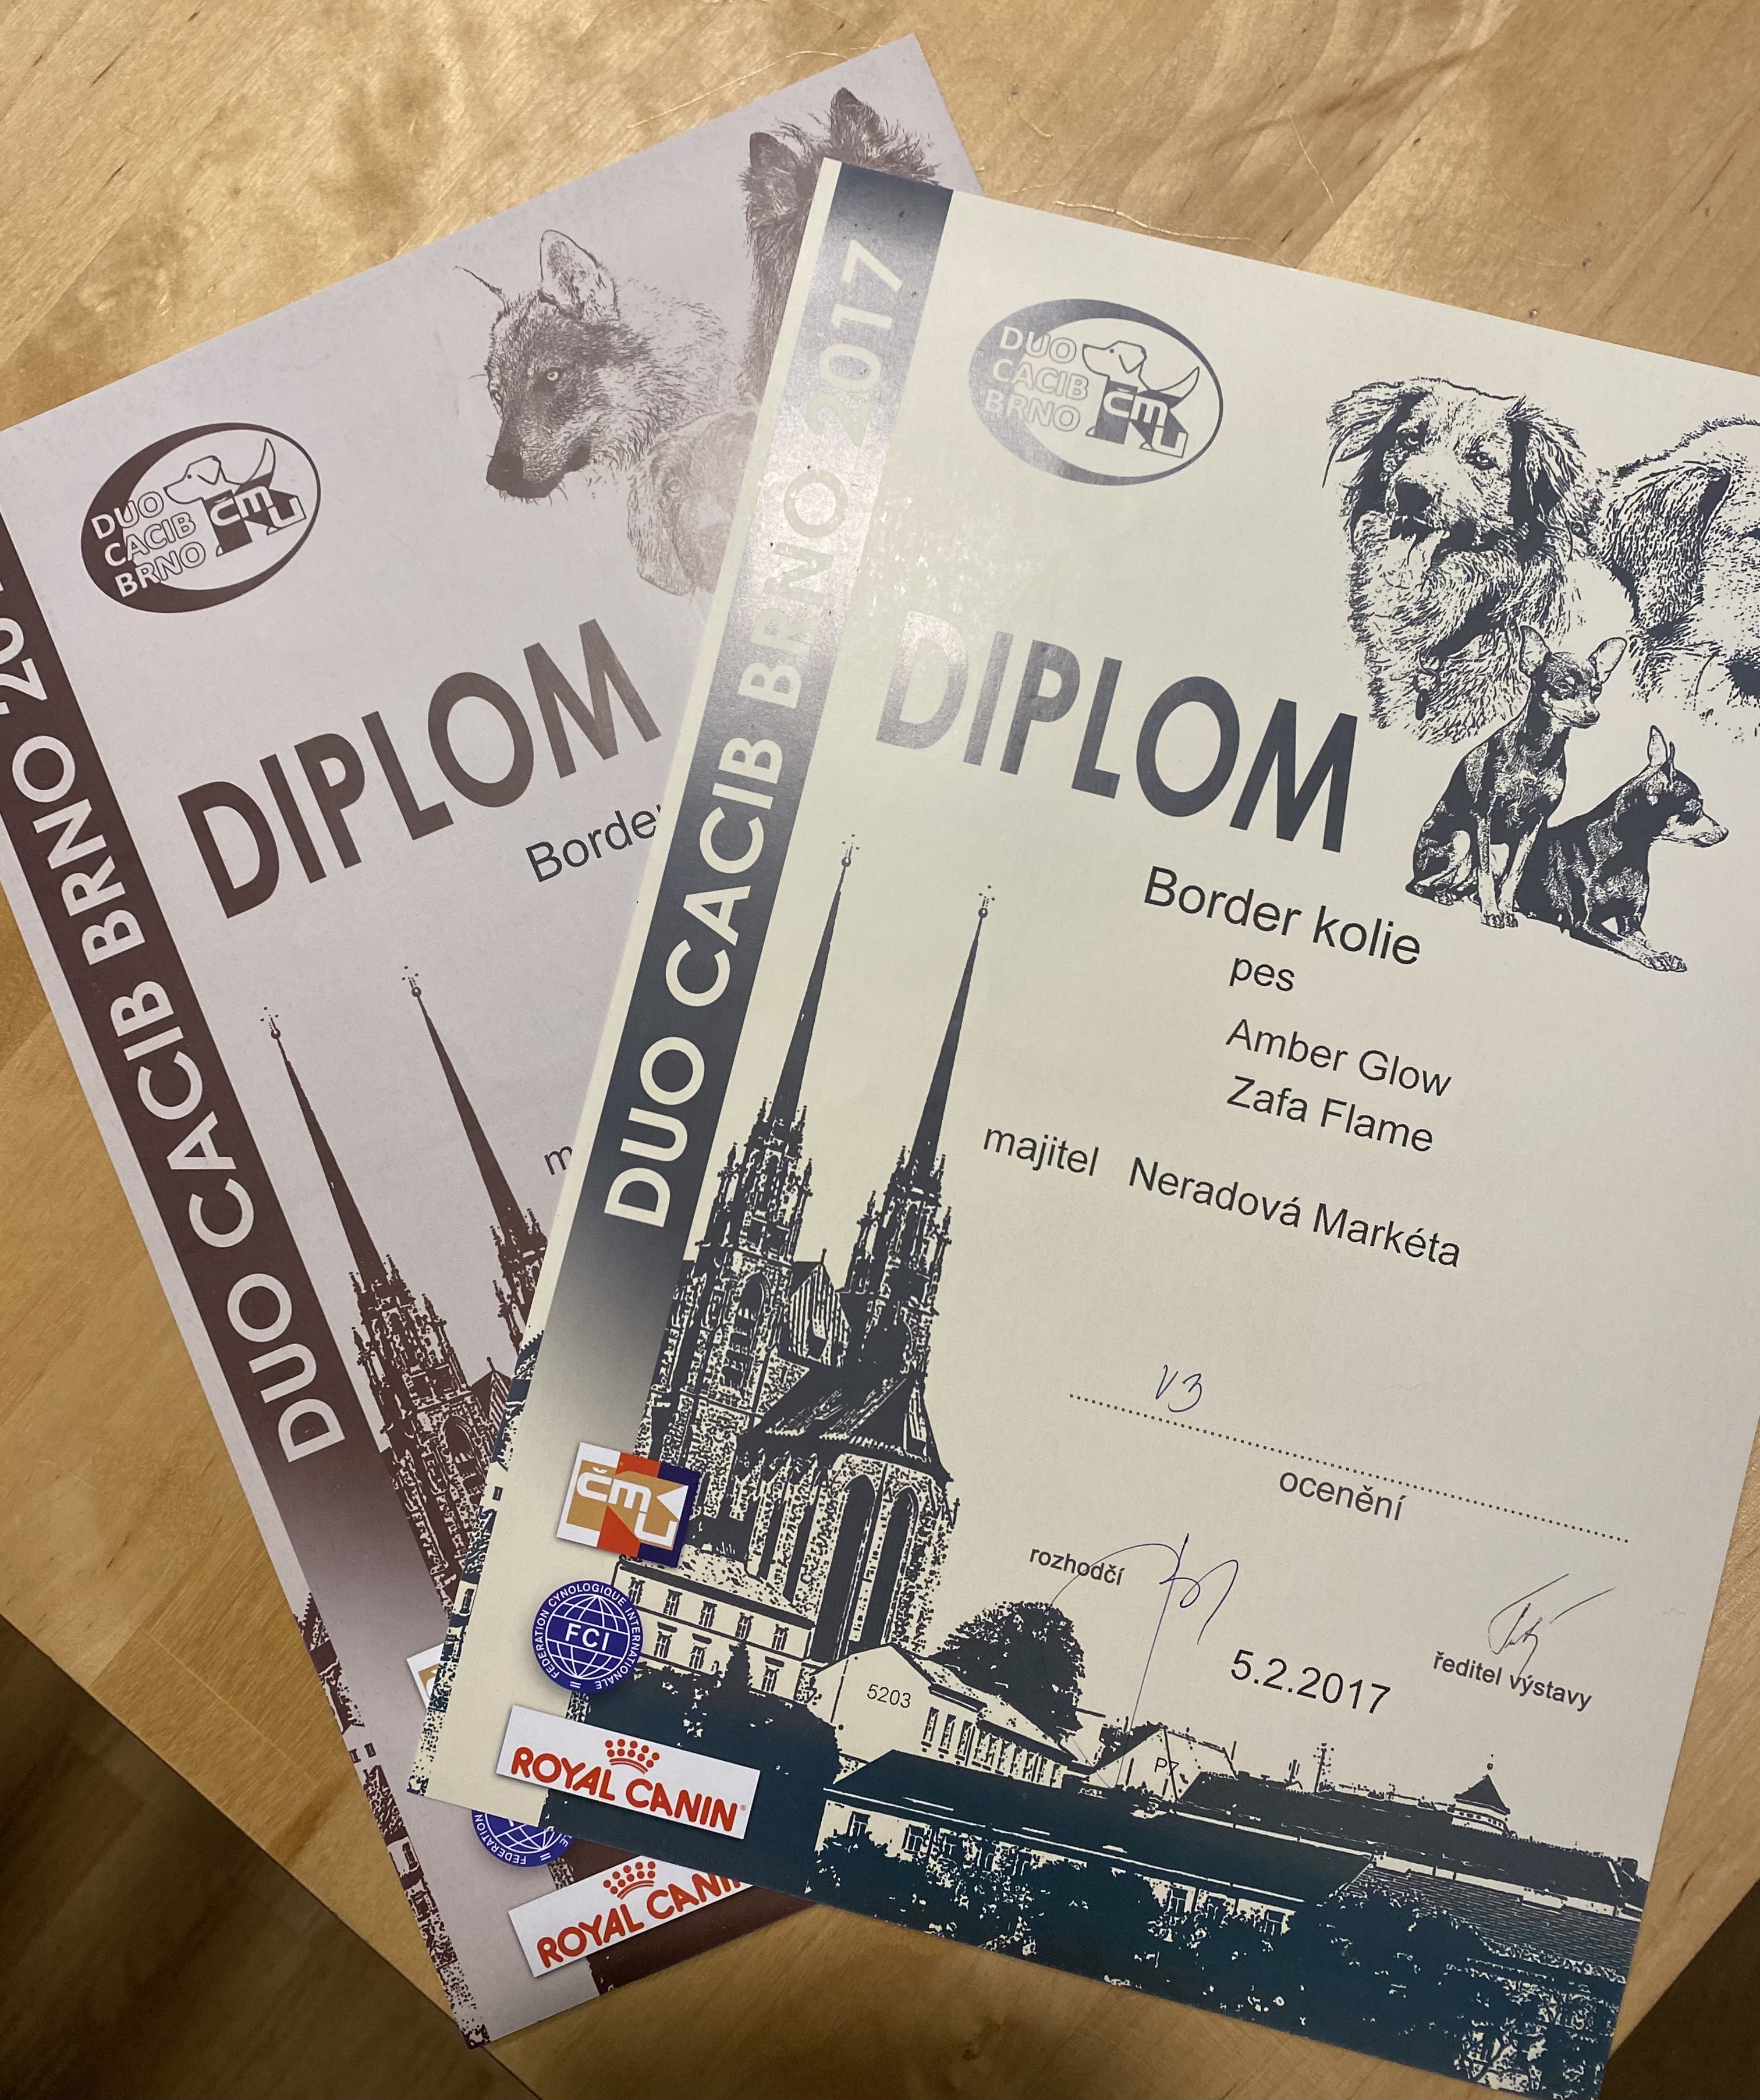 DUO
CACIB
BRNO
ČMKU
DIPLOM
Border
DUO CACIB BRNO
ROYAL CANIN
DUO CACIB BRNO 2017
DUO
CACIB
BRNO
ČMKU
DIPLOM
Border kolie
pes
Amber Glow
Zafa Flame
majitel Neradová Markéta
V3
ocenění
rozhodčí
5.2.2017
ředitel výstavy
ČMKU
FEDERATION CYNOLOGIQUE INTERNATIONALE
FCI
5203
P7
ROYAL CANIN